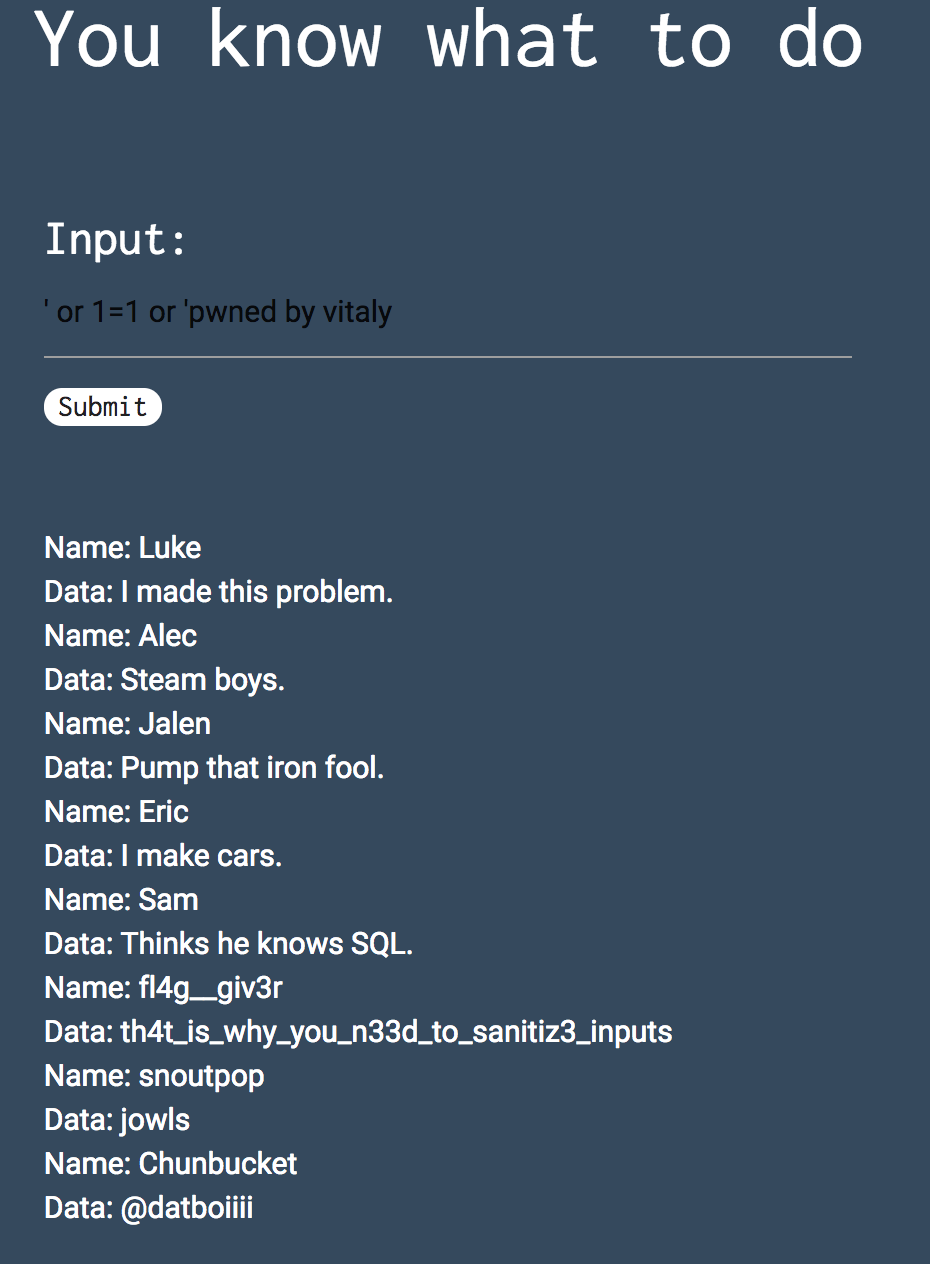 You know what to do
Input:
' or 1=1 or 'pwned by vitaly
Submit
Name: Luke
Data: I made this problem.
Name: Alec
Data: Steam boys.
Name: Jalen
Data: Pump that iron fool.
Name: Eric
Data: I make cars.
Name: Sam
Data: Thinks he knows SQL.
Name: fl4g__giv3r
Data: th4t_is_why_you_n33d_to_sanitiz3_inputs
Name: snoutpop
Data: jowls
Name: Chunbucket
Data: @datboiiii